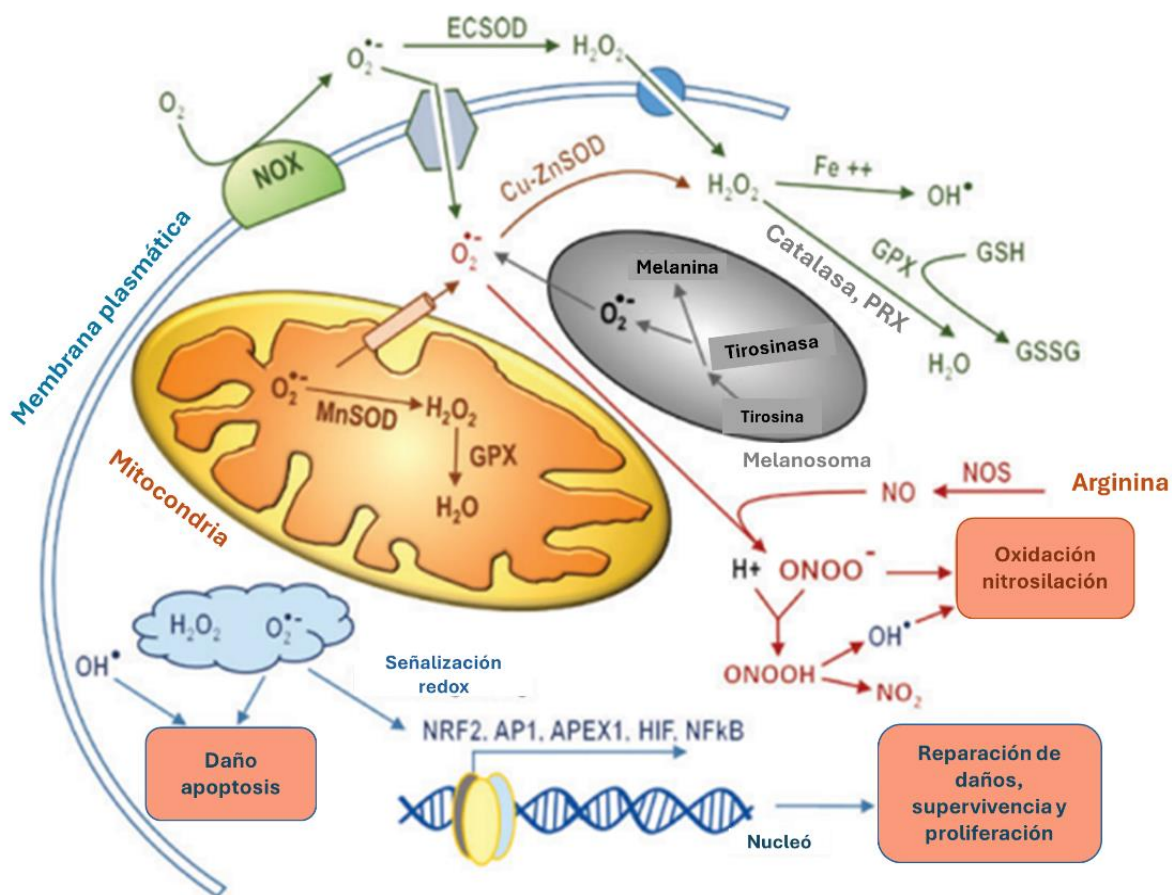 ECSOD
O₂•-
H₂O₂
O₂
NOX
Cu-ZnSOD
H₂O₂
Fe ++
OH•
Membrana plasmática
O₂•-
Catalasa, PRX
GPX
GSH
Melanina
O₂•-
Tirosinasa
H₂O
GSSG
Tirosina
O₂•-
MnSOD
H₂O₂
GPX
H₂O
Melanosoma
Mitocondria
NO
NOS
Arginina
H+
ONOO⁻
Oxidación
nitrosilación
H₂O₂
O₂•-
OH•
OH•
ONOOH
NO₂
Señalización
redox
NRF2, AP1, APEX1, HIF, NFkB
Daño
apoptosis
Nucleó
Reparación de
daños,
supervivencia y
proliferación